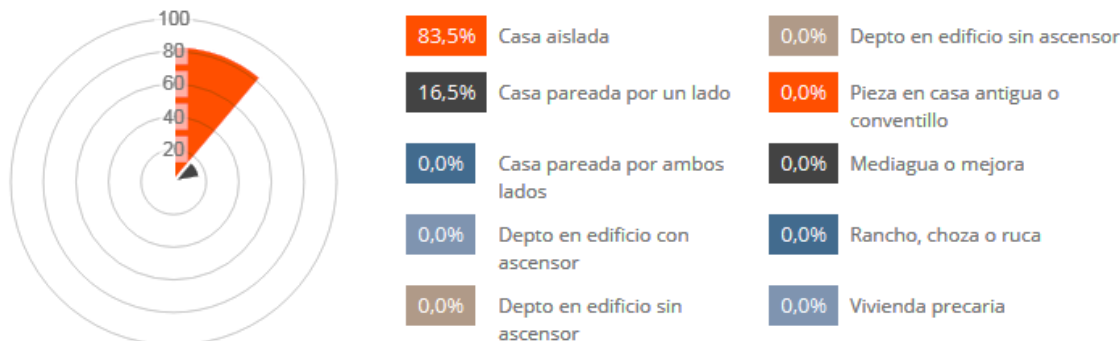 100
80
60
40
20
83,5% Casa aislada
16,5% Casa pareada por un lado
0,0% Casa pareada por ambos
lados
0,0% Depto en edificio con
ascensor
0,0% Depto en edificio sin
ascensor
0,0% Depto en edificio sin ascensor
0,0% Pieza en casa antigua o
conventillo
0,0% Mediagua o mejora
0,0% Rancho, choza o ruca
0,0% Vivienda precaria